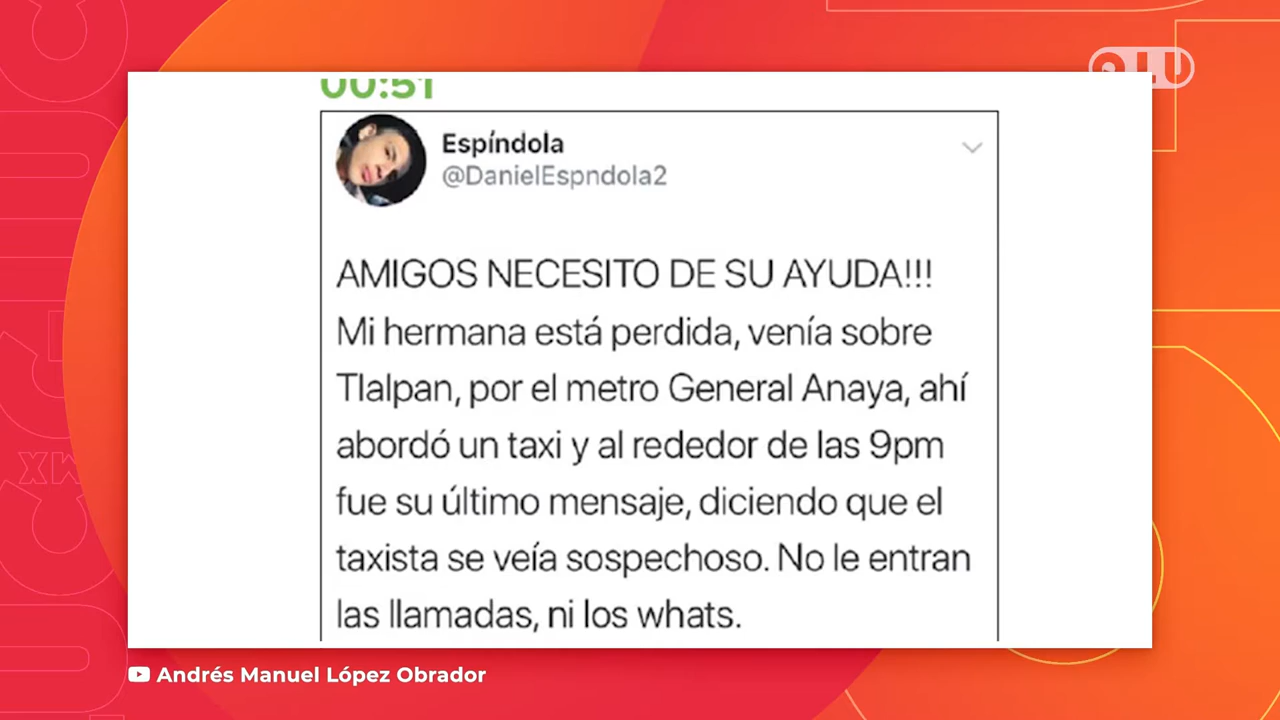 00:51
Espíndola
@DanielEspndola2
AMIGOS NECESITO DE SU AYUDA!!!
Mi hermana está perdida, venía sobre
Tlalpan, por el metro General Anaya, ahí
abordó un taxi y al rededor de las 9pm
fue su último mensaje, diciendo que el
taxista se veía sospechoso. No le entran
las llamadas, ni los whats.
Andrés Manuel López Obrador